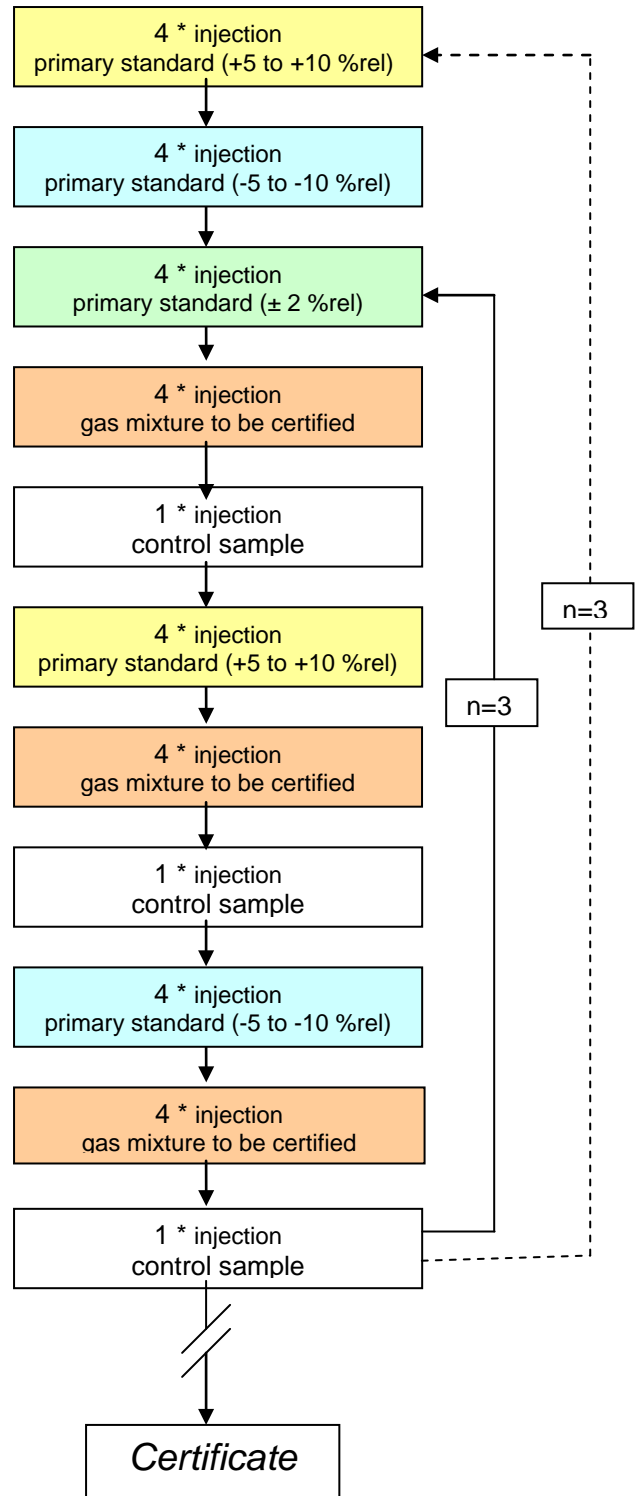 4 * injection
primary standard (+5 to +10 %rel)
4 * injection
primary standard (-5 to -10 %rel)
4 * injection
primary standard (± 2 %rel)
4 * injection
gas mixture to be certified
1 * injection
control sample
4 * injection
primary standard (+5 to +10 %rel)
4 * injection
gas mixture to be certified
1 * injection
control sample
4 * injection
primary standard (-5 to -10 %rel)
4 * injection
gas mixture to be certified
1 * injection
control sample
n=3
n=3
Certificate